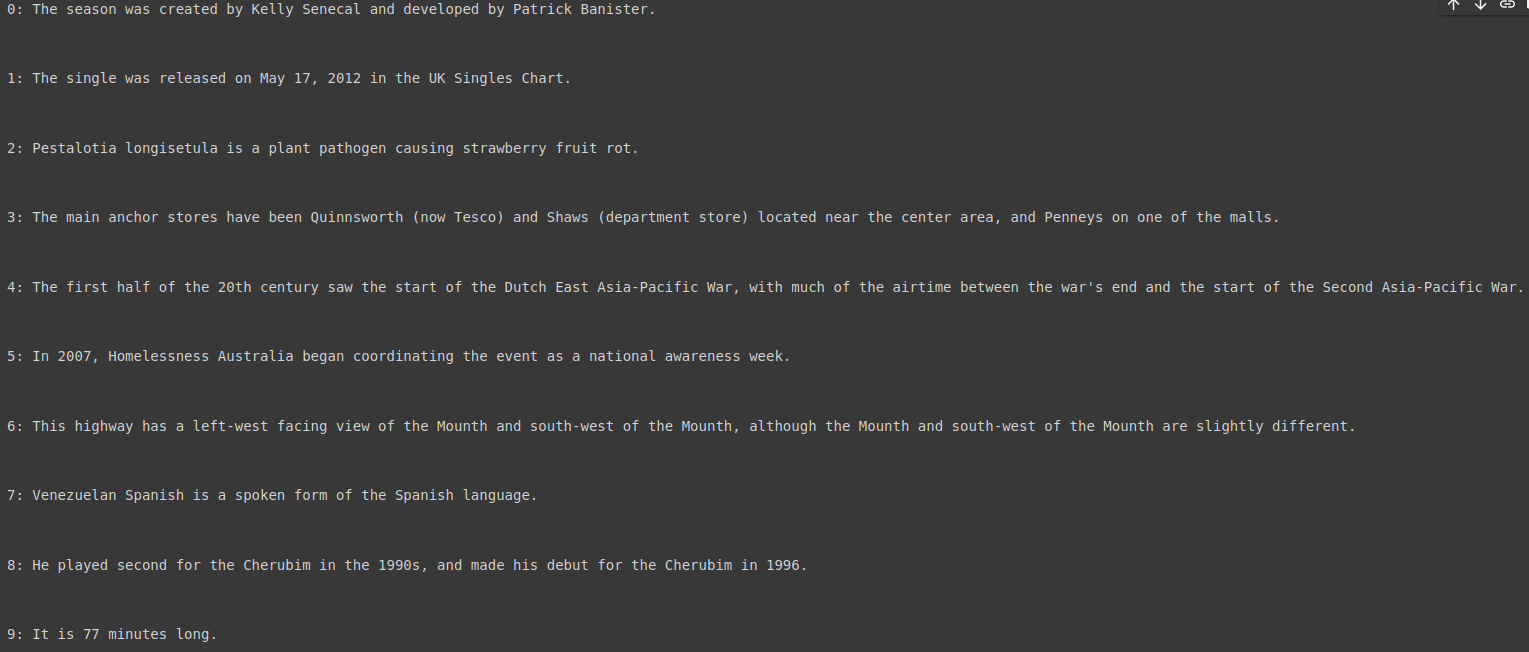 0: The season was created by Kelly Senecal and developed by Patrick Banister.
1: The single was released on May 17, 2012 in the UK Singles Chart.
2: Pestalotia longisetula is a plant pathogen causing strawberry fruit rot.
3: The main anchor stores have been Quinnsworth (now Tesco) and Shaws (department store) located near the center area, and Penneys on one of the malls.
4: The first half of the 20th century saw the start of the Dutch East Asia-Pacific War, with much of the airtime between the war's end and the start of the Second Asia-Pacific War.
5: In 2007, Homelessness Australia began coordinating the event as a national awareness week.
6: This highway has a left-west facing view of the Mounth and south-west of the Mounth, although the Mounth and south-west of the Mounth are slightly different.
7: Venezuelan Spanish is a spoken form of the Spanish language.
8: He played second for the Cherubim in the 1990s, and made his debut for the Cherubim in 1996.
9: It is 77 minutes long.